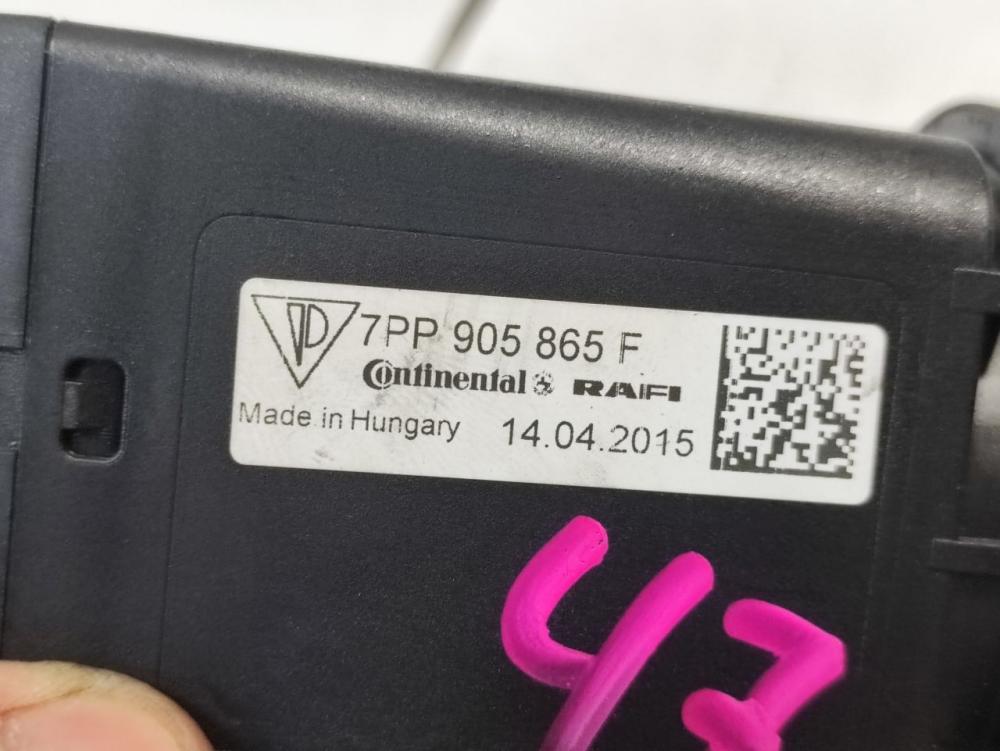 7PP 905 865 F
Continental RAFI
Made in Hungary 14.04.2015
47